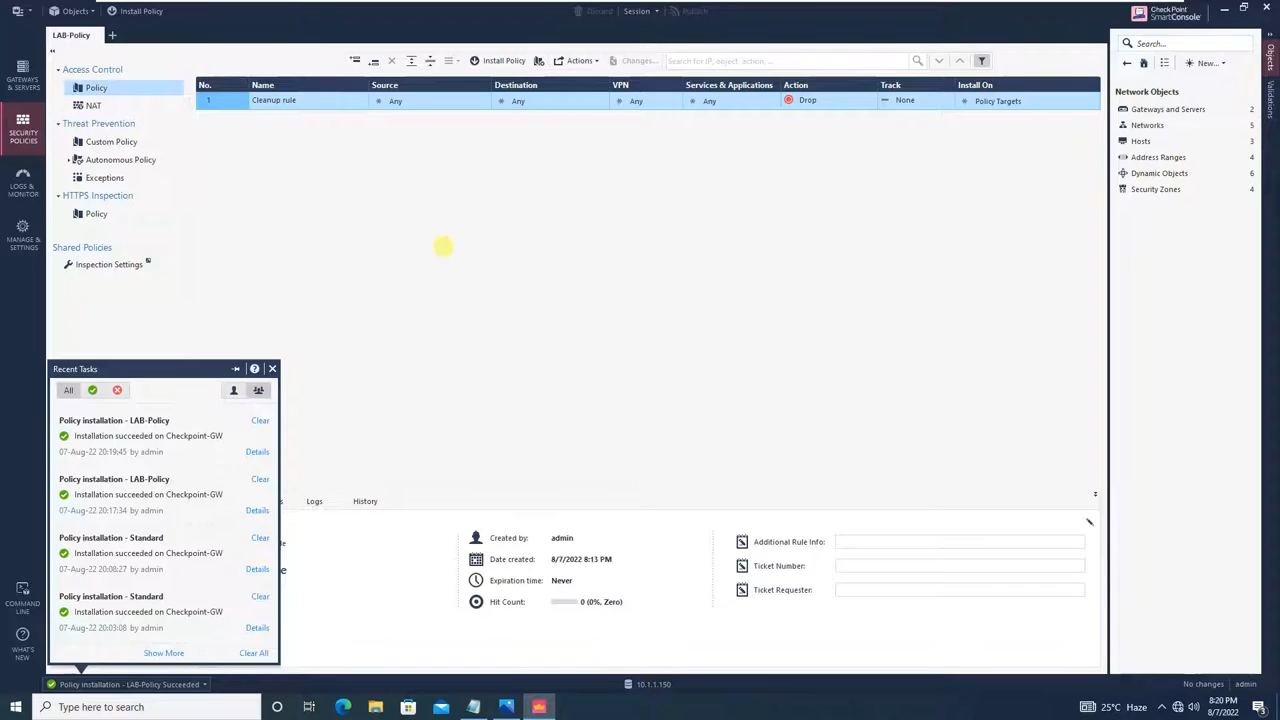 Objects
Install Policy
Discard
Session
Publish
Check Point
SmartConsole
LAB-Policy
GATEWAYS
& SERVERS
SECURITY
POLICIES
LOGS &
MONITOR
MANAGE &
SETTINGS
COMMAND
LINE
WHAT'S
NEW
Access Control
Policy
NAT
Threat Prevention
Custom Policy
Autonomous Policy
Exceptions
HTTPS Inspection
Policy
Shared Policies
Inspection Settings
Install Policy
Actions
Changes...
Search for IP, object, action, ...
No. Name Source Destination VPN Services & Applications Action Track Install On
1 Cleanup rule Any Any Any Any Drop None Policy Targets
Search...
New...
Network Objects
Gateways and Servers 2
Networks 5
Hosts 3
Address Ranges 4
Dynamic Objects 6
Security Zones 4
Objects
Validations
Recent Tasks
All
Policy installation - LAB-Policy Clear
Installation succeeded on Checkpoint-GW
07-Aug-22 20:19:45 by admin Details
Policy installation - LAB-Policy Clear
Installation succeeded on Checkpoint-GW
07-Aug-22 20:17:34 by admin Details
Policy installation - Standard Clear
Installation succeeded on Checkpoint-GW
07-Aug-22 20:08:27 by admin Details
Policy installation - Standard Clear
Installation succeeded on Checkpoint-GW
07-Aug-22 20:03:08 by admin Details
Show More Clear All
Logs History
Created by: admin
Date created: 8/7/2022 8:13 PM
Expiration time: Never
Hit Count: 0 (0%, Zero)
Additional Rule Info:
Ticket Number:
Ticket Requester:
Policy installation - LAB-Policy Succeeded
10.1.1.150
No changes admin
Type here to search
25°C Haze
8:20 PM
8/7/2022
3